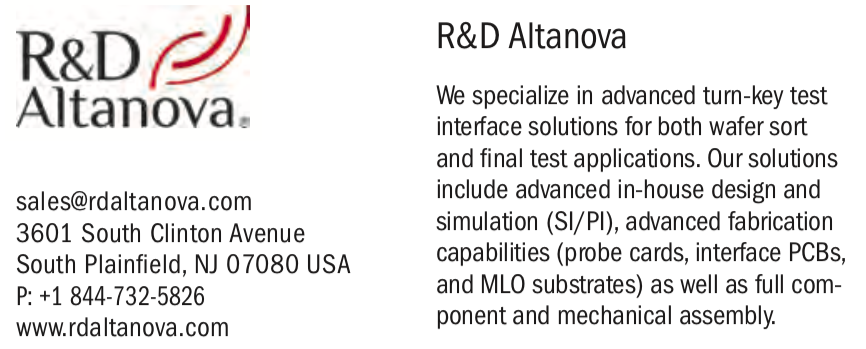 R&D
Altanova®
sales@rdaltanova.com
3601 South Clinton Avenue
South Plainfield, NJ 07080 USA
P: +1 844-732-5826
www.rdaltanova.com
R&D Altanova
We specialize in advanced turn-key test
interface solutions for both wafer sort
and final test applications. Our solutions
include advanced in-house design and
simulation (SI/PI), advanced fabrication
capabilities (probe cards, interface PCBs,
and MLO substrates) as well as full com-
ponent and mechanical assembly.